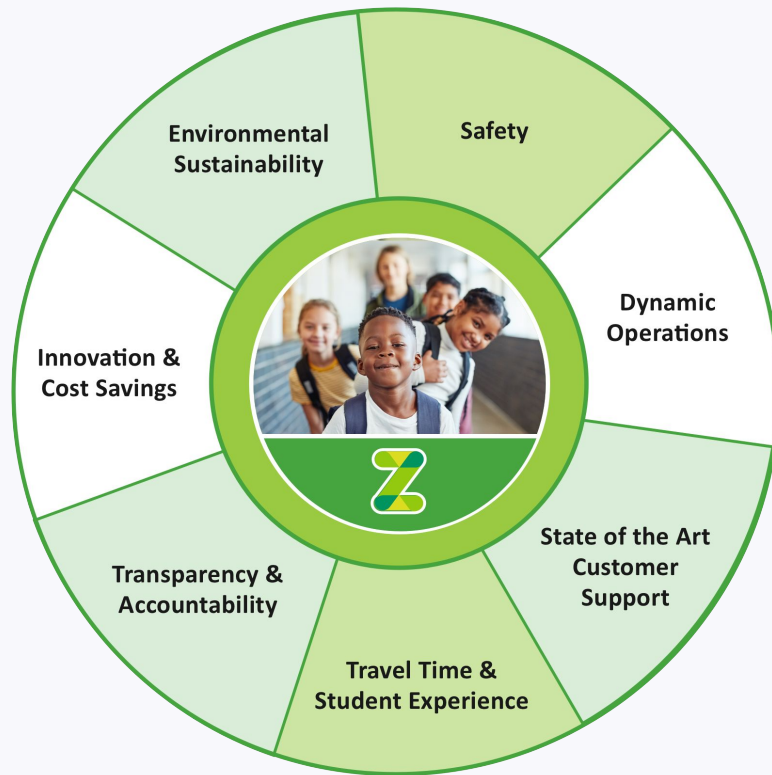 Safety
Dynamic
Operations
State of the Art
Customer
Support
Travel Time &
Student Experience
Transparency &
Accountability
Innovation &
Cost Savings
Environmental
Sustainability
Z